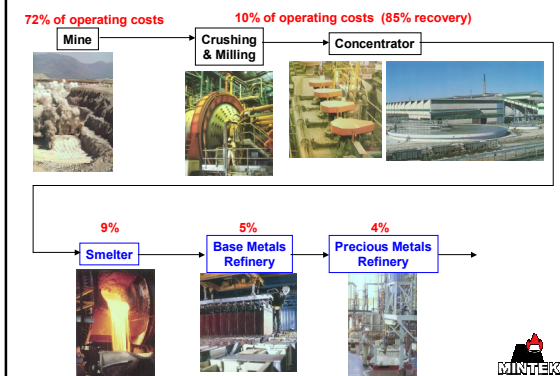 72% of operating costs
10% of operating costs (85% recovery)
Mine
Crushing
& Milling
Concentrator
9%
5%
4%
Smelter
Base Metals
Refinery
Precious Metals
Refinery
MINTEK